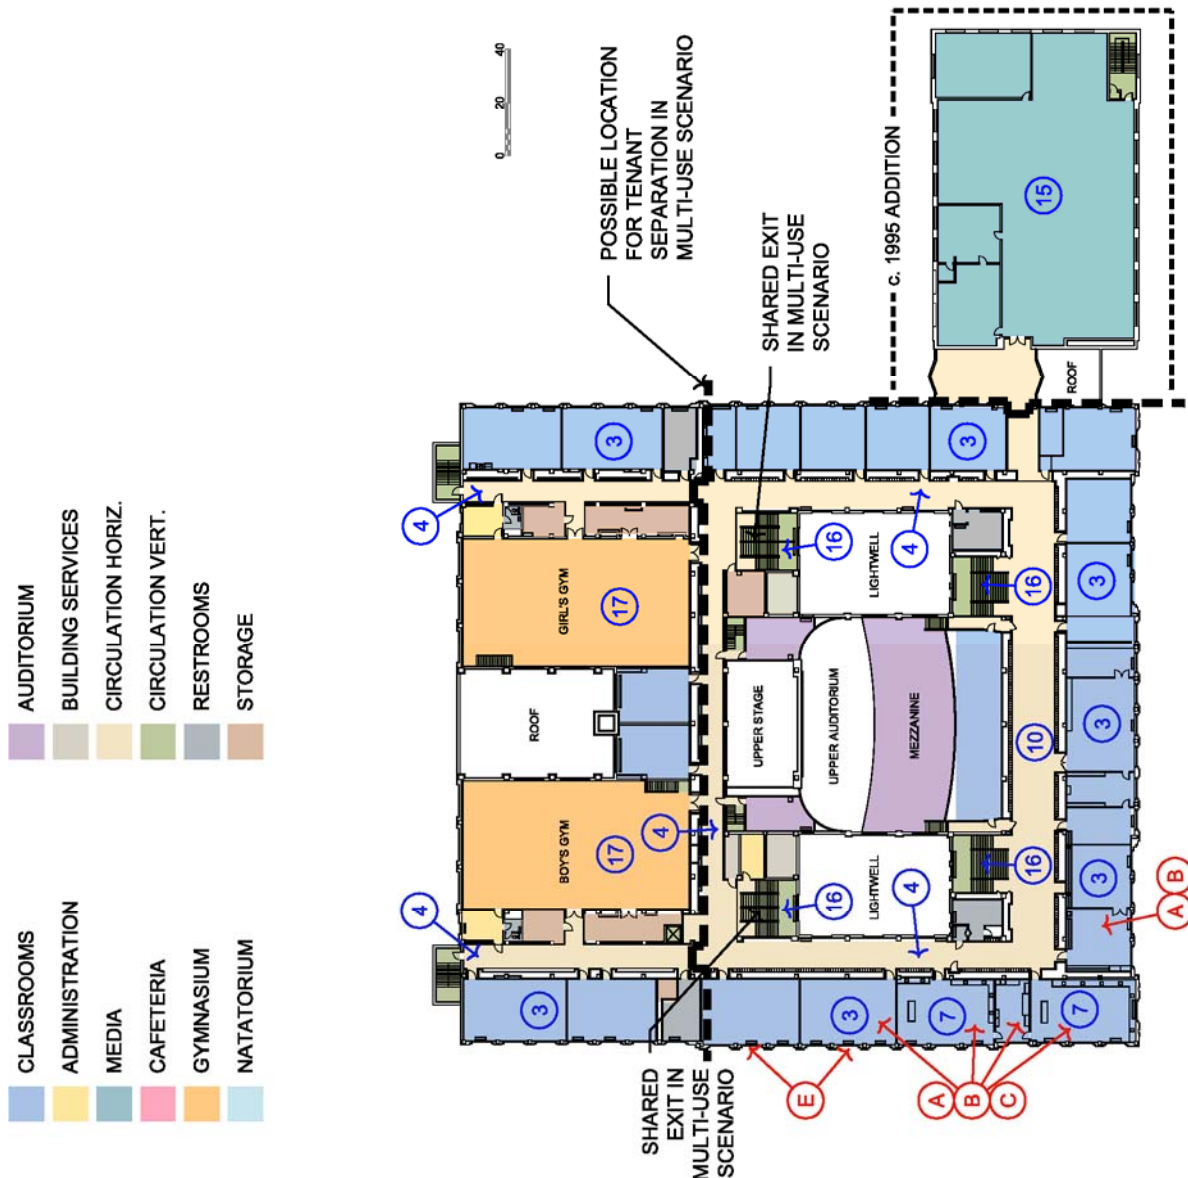 CLASSROOMS
ADMINISTRATION
MEDIA
CAFETERIA
GYMNASIUM
NATATORIUM
AUDITORIUM
BUILDING SERVICES
CIRCULATION HORIZ.
CIRCULATION VERT.
RESTROOMS
STORAGE
0 20 40
POSSIBLE LOCATION
FOR TENANT
SEPARATION IN
MULTI-USE SCENARIO
SHARED EXIT
IN MULTI-USE
SCENARIO
c. 1995 ADDITION
15
ROOF
4
3
GIRL'S GYM
17
ROOF
BOY'S GYM
17
4
4
3
3
16
LIGHTWELL
4
16
UPPER STAGE
UPPER AUDITORIUM
MEZZANINE
10
16
LIGHTWELL
4
16
3
3
3
3
7
7
SHARED
EXIT IN
MULTI-USE
SCENARIO
E
A
B
C
A
B